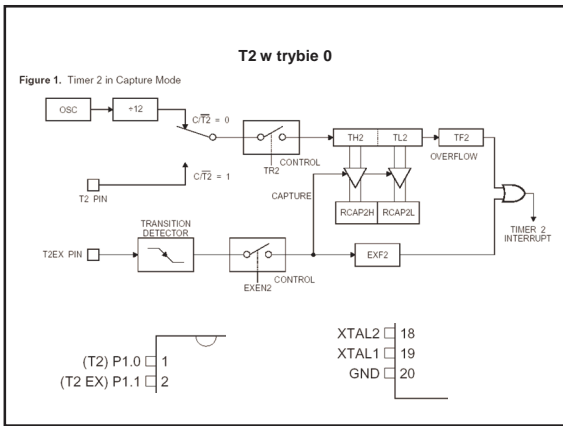 T2 w trybie 0
Figure 1. Timer 2 in Capture Mode
OSC
÷12
C/T̅2̅ = 0
TH2
TL2
TF2
OVERFLOW
CONTROL
TR2
C/T̅2̅ = 1
T2 PIN
CAPTURE
RCAP2H
RCAP2L
TRANSITION
DETECTOR
TIMER 2
INTERRUPT
T2EX PIN
EXF2
CONTROL
EXEN2
XTAL2 18
XTAL1 19
GND 20
(T2) P1.0 1
(T2 EX) P1.1 2